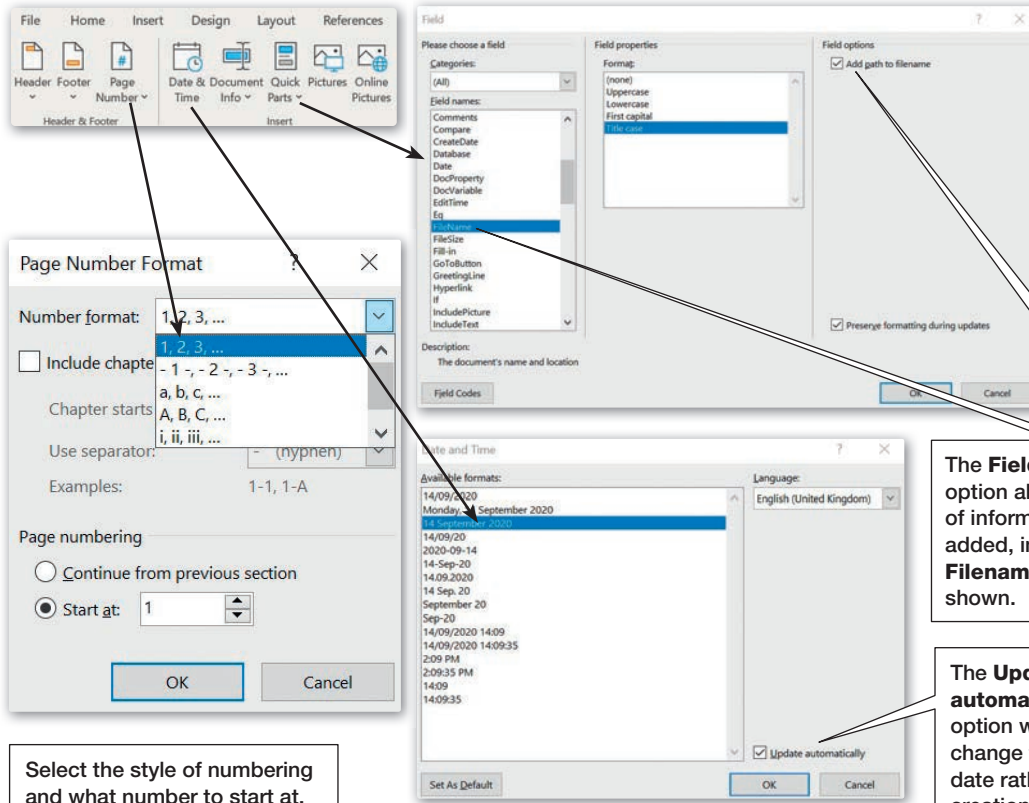 File Home Insert Design Layout References
Header Footer Page Number Date & Time Document Info Quick Parts Pictures Online Pictures
Header & Footer Insert
Field ? ×
Please choose a field
Categories:
(All)
Field names:
Comments
Compare
CreateDate
Database
Date
DocProperty
DocVariable
EditTime
Eq
FileName
FileSize
Fill-in
GoToButton
GreetingLine
Hyperlink
If
IncludePicture
IncludeText
Field properties
Format:
(none)
Uppercase
Lowercase
First capital
Title case
Field options
Add path to filename
Preserve formatting during updates
Description:
The document's name and location
Field Codes
OK Cancel
Page Number Format ? ×
Number format: 1, 2, 3, ...
1, 2, 3, ...
- 1 -, - 2 -, - 3 -, ...
a, b, c, ...
A, B, C, ...
i, ii, iii, ...
Include chapte
Chapter starts
Use separator: - (hyphen)
Examples: 1-1, 1-A
Page numbering
Continue from previous section
Start at: 1
OK Cancel
Select the style of numbering
and what number to start at.
Date and Time ? ×
Available formats:
14/09/2020
Monday, September 2020
14 September 2020
14/09/20
2020-09-14
14-Sep-20
14.09.2020
14 Sep. 20
September 20
Sep-20
14/09/2020 14:09
14/09/2020 14:09:35
2:09 PM
2:09:35 PM
14:09
14:09:35
Language:
English (United Kingdom)
Update automatically
Set As Default
OK Cancel
The Field
option al
of inform
added, in
Filenam
shown.
The Upd
automa
option w
change
date rath
creation